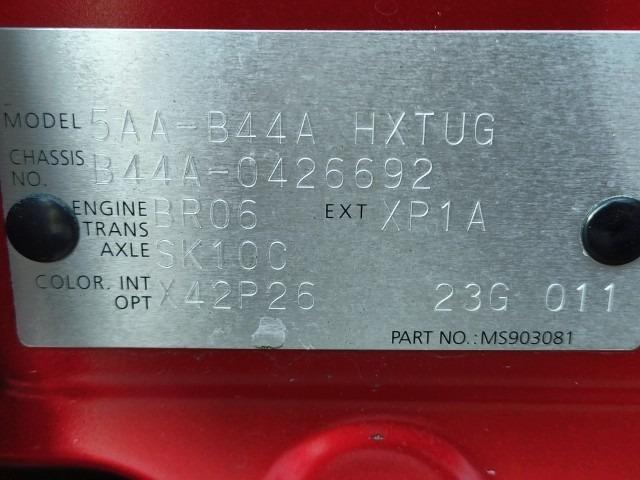 MODEL 5AA-B44A HXTUG
CHASSIS NO. B44A-0426692
ENGINE BR06 EXT XP1A
TRANS AXLE SK10C
COLOR. INT OPT X42P26 23G 011
PART NO.:MS903081